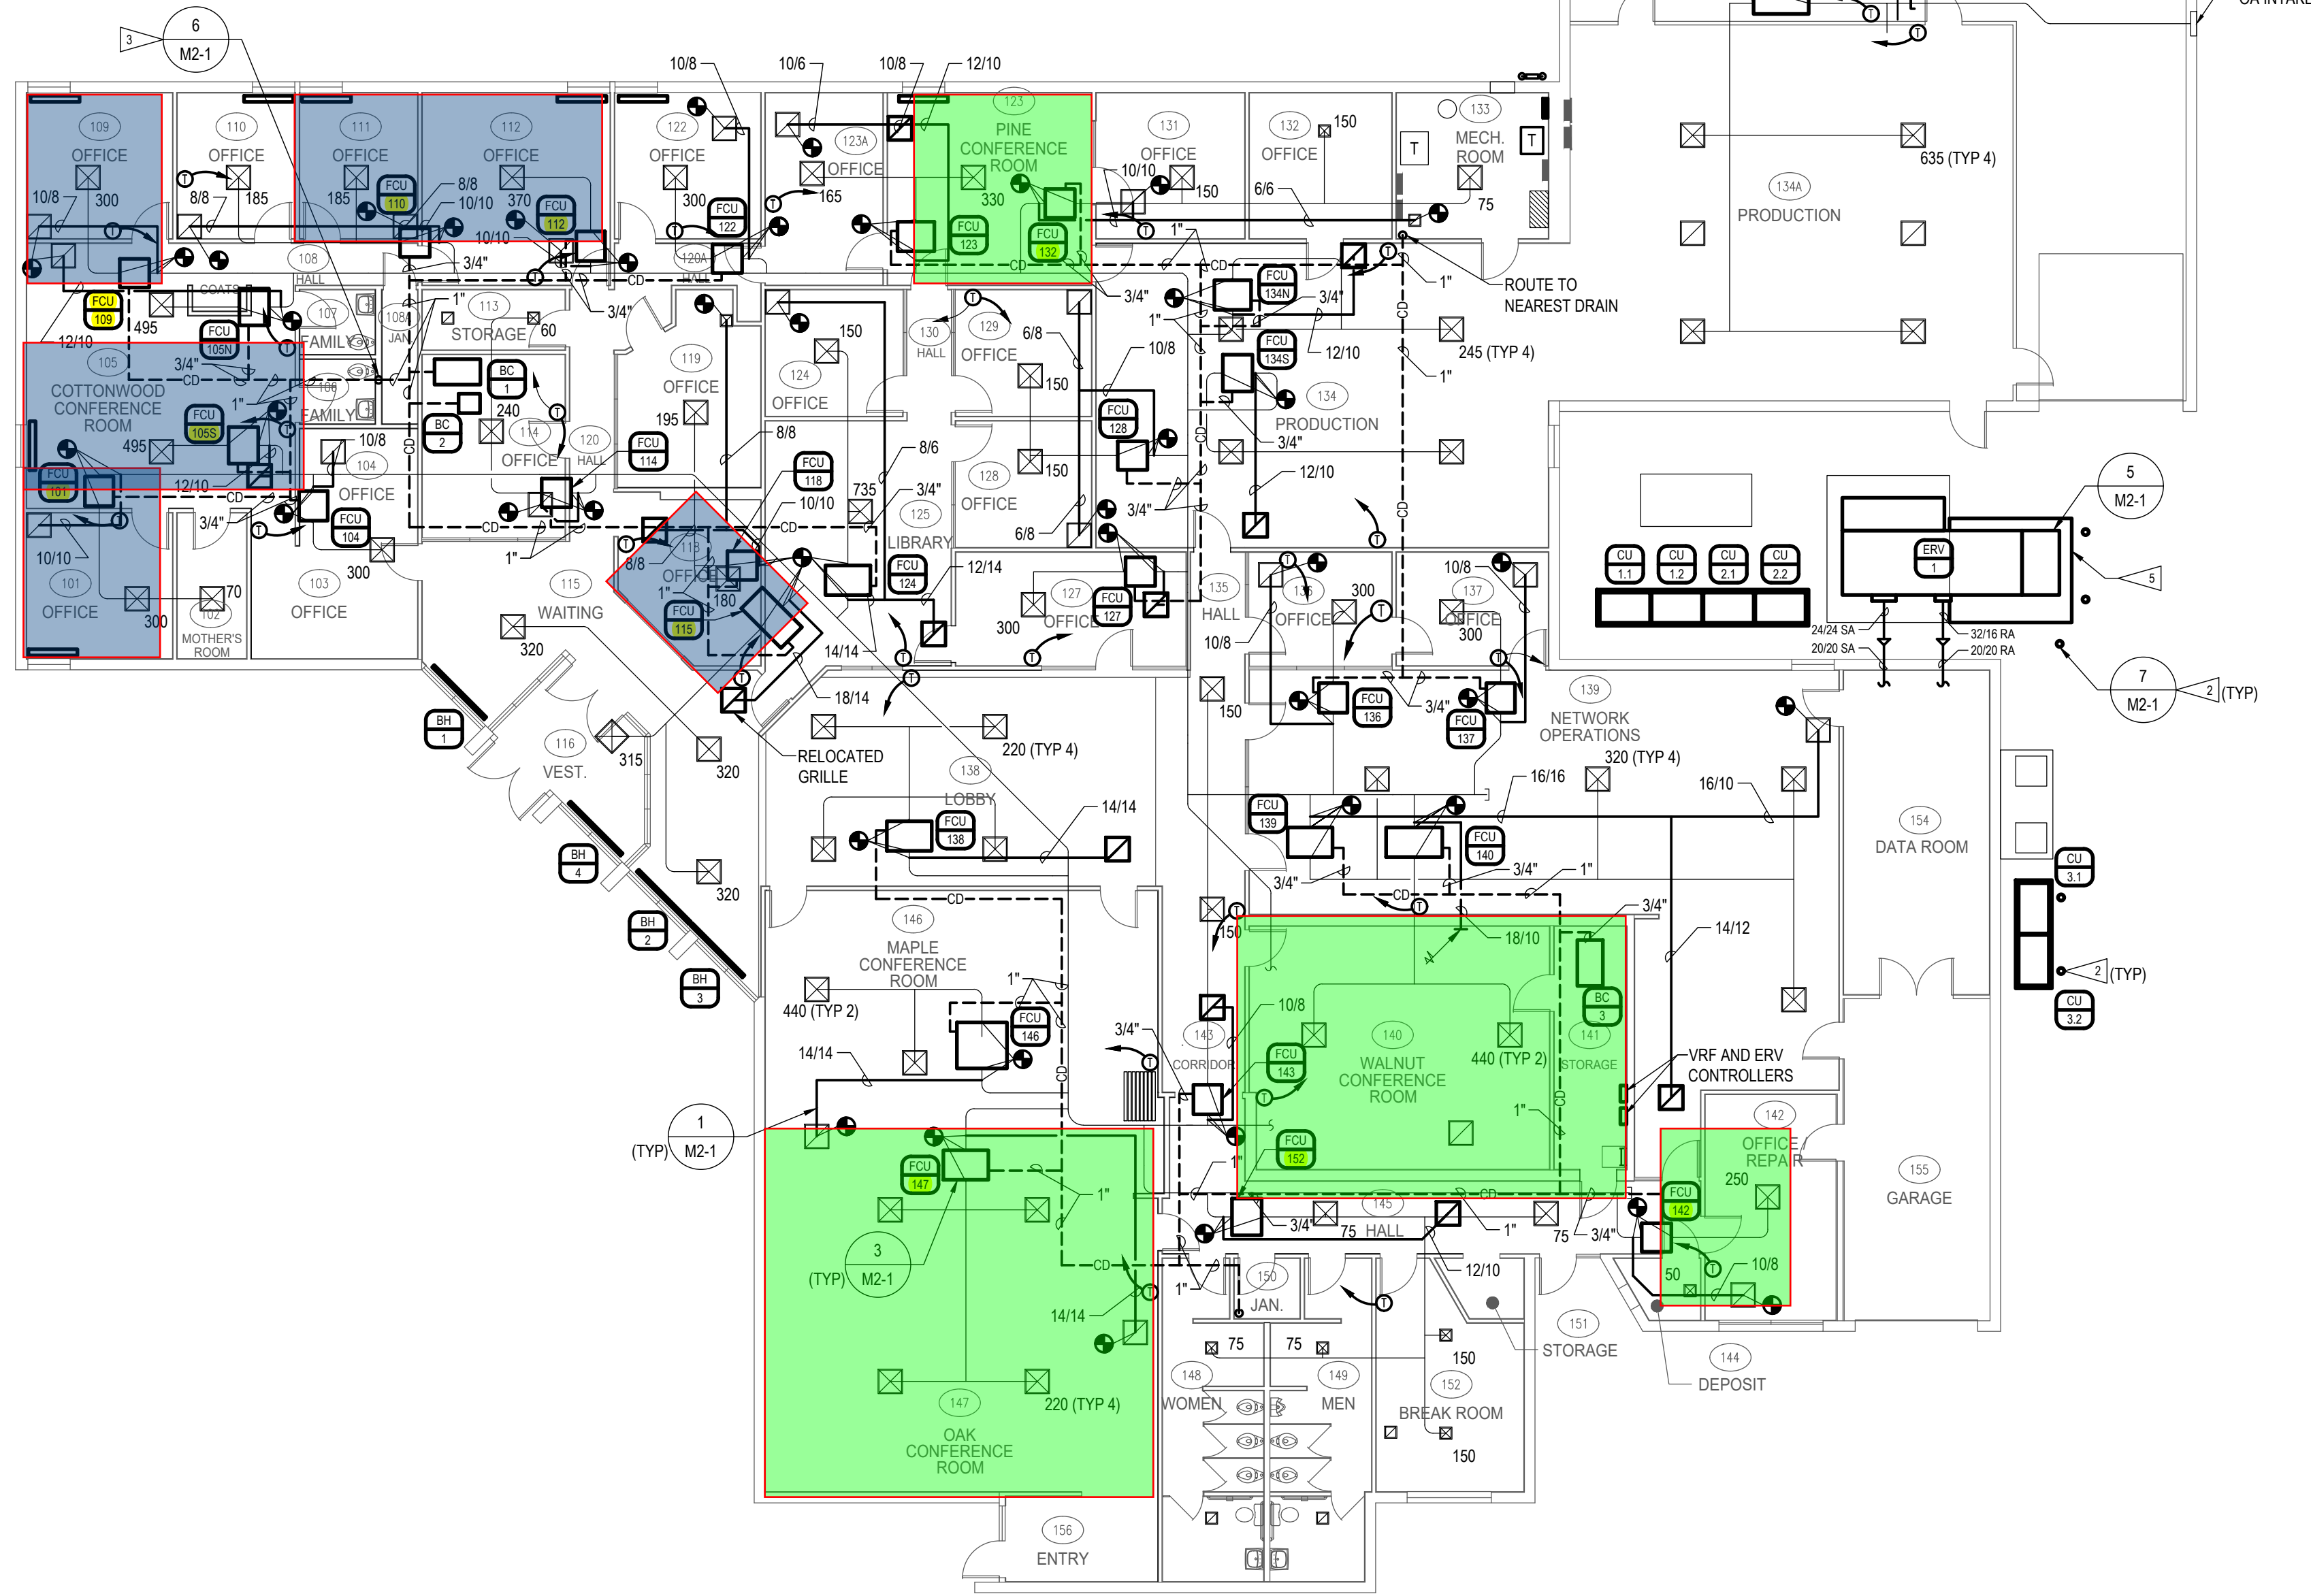 OA INTAKE
6
M2-1
3
10/8
10/6
10/8
12/10
109
OFFICE
300
10/8
110
OFFICE
185
8/8
111
OFFICE
185
FCU
110
8/8
10/10
112
OFFICE
370
FCU
112
10/10
122
OFFICE
300
FCU
122
123A
OFFICE
165
123
PINE
CONFERENCE
ROOM
330
FCU
123
FCU
132
131
OFFICE
10/10
150
132
OFFICE
150
6/6
133
MECH.
ROOM
75
T
T
134A
PRODUCTION
635 (TYP 4)
108
HALL
COATS
FCU
109
495
FCU
105N
12/10
107
FAMILY
108A
JAN.
3/4"
1"
113
STORAGE
60
3/4"
120A
HALL
CD
1"
3/4"
FCU
134N
3/4"
1"
ROUTE TO
NEAREST DRAIN
105
COTTONWOOD
CONFERENCE
ROOM
3/4"
CD
1"
FCU
105S
495
FCU
101
12/10
CD
106
FAMILY
10/8
104
OFFICE
3/4"
FCU
104
BC
1
BC
2
240
114
OFFICE
120
HALL
FCU
114
119
OFFICE
195
8/8
150
124
OFFICE
8/6
130
HALL
129
OFFICE
150
6/8
10/8
128
OFFICE
150
6/8
FCU
128
3/4"
1"
FCU
134S
12/10
245 (TYP 4)
1"
134
PRODUCTION
3/4"
12/10
CD
10/10
101
OFFICE
300
70
102
MOTHER'S
ROOM
103
OFFICE
300
CD
1"
115
WAITING
320
FCU
118
10/10
735
3/4"
125
LIBRARY
CD
8/8
118
OFFICE
1"
180
FCU
115
FCU
124
12/14
14/14
18/14
127
OFFICE
300
FCU
127
135
HALL
136
OFFICE
300
10/8
10/8
137
OFFICE
300
5
M2-1
CU
1.1
CU
1.2
CU
2.1
CU
2.2
ERV
1
5
24/24 SA
32/16 RA
20/20 SA
20/20 RA
7
M2-1
2
(TYP)
BH
1
116
VEST.
315
320
320
RELOCATED
GRILLE
138
LOBBY
220 (TYP 4)
FCU
138
14/14
150
FCU
136
3/4"
FCU
137
139
NETWORK
OPERATIONS
320 (TYP 4)
16/16
16/10
FCU
139
FCU
140
3/4"
3/4"
1"
CD
BH
4
BH
2
BH
3
154
DATA ROOM
CU
3.1
2
(TYP)
CU
3.2
CD
146
MAPLE
CONFERENCE
ROOM
440 (TYP 2)
1"
FCU
146
14/14
CD
150
18/10
3/4"
14/12
BC
3
10/8
3/4"
143
CORRIDOR
FCU
143
140
WALNUT
CONFERENCE
ROOM
440 (TYP 2)
141
STORAGE
VRF AND ERV
CONTROLLERS
CD
1"
1
M2-1
(TYP)
FCU
147
1"
FCU
152
1"
CD
142
OFFICE /
REPAIR
250
FCU
142
155
GARAGE
3
M2-1
(TYP)
3/4"
75
145
HALL
1"
75
3/4"
CD
1"
14/14
12/10
50
10/8
150
JAN.
75
75
150
151
STORAGE
144
DEPOSIT
147
OAK
CONFERENCE
ROOM
220 (TYP 4)
148
WOMEN
149
MEN
152
BREAK ROOM
150
156
ENTRY